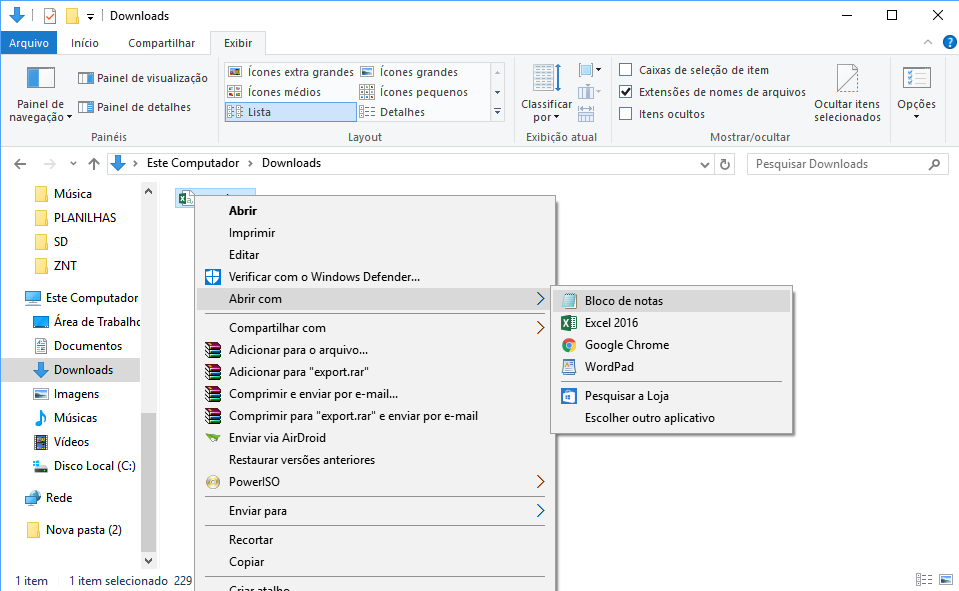 Downloads
Arquivo Início Compartilhar Exibir
Painel de navegação
Painel de visualização
Painel de detalhes
Painéis
Ícones extra grandes Ícones grandes
Ícones médios Ícones pequenos
Lista Detalhes
Layout
Classificar por
Exibição atual
Caixas de seleção de item
Extensões de nomes de arquivos
Itens ocultos
Ocultar itens selecionados
Mostrar/ocultar
Opções
Este Computador Downloads
Pesquisar Downloads
Música
PLANILHAS
SD
ZNT
Este Computador
Área de Trabalho
Documentos
Downloads
Imagens
Músicas
Vídeos
Disco Local (C:)
Rede
Nova pasta (2)
Abrir
Imprimir
Editar
Verificar com o Windows Defender...
Abrir com
Compartilhar com
Adicionar para o arquivo...
Adicionar para "export.rar"
Comprimir e enviar por e-mail...
Comprimir para "export.rar" e enviar por e-mail
Enviar via AirDroid
Restaurar versões anteriores
PowerISO
Enviar para
Recortar
Copiar
Criar atalho
Bloco de notas
Excel 2016
Google Chrome
WordPad
Pesquisar a Loja
Escolher outro aplicativo
1 item 1 item selecionado 229